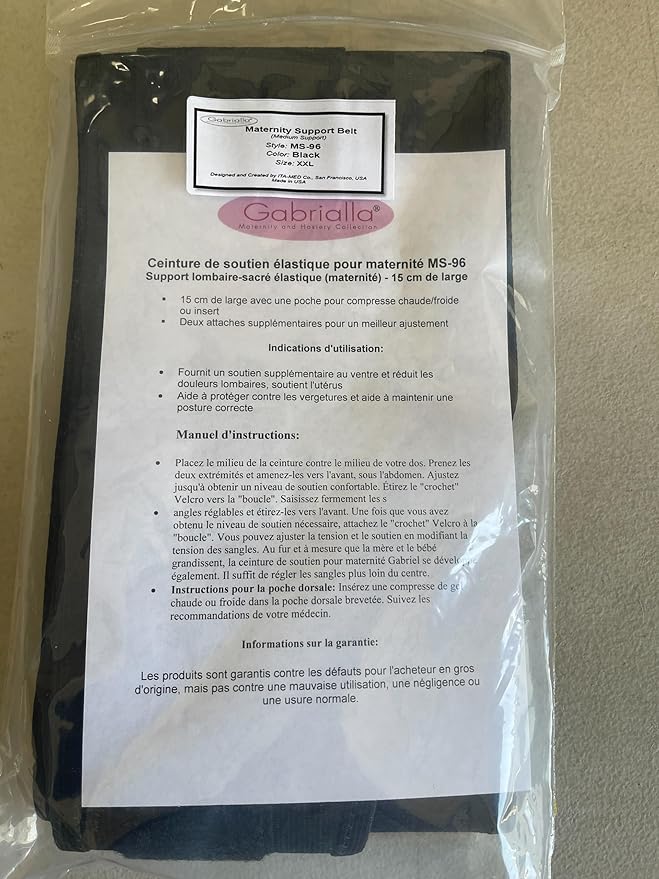 Gabrialla®
Maternity Support Belt
(Medium Support)
Style: MS-96
Color: Black
Size: XXL
Designed and Created by ITA-MED Co., San Francisco, USA
Made in USA
Gabrialla®
Maternity and Hosiery Collection
Ceinture de soutien élastique pour maternité MS-96
Support lombaire-sacré élastique (maternité) - 15 cm de large
▪ 15 cm de large avec une poche pour compresse chaude/froide
ou insert
▪ Deux attaches supplémentaires pour un meilleur ajustement
Indications d'utilisation:
• Fournit un soutien supplémentaire au ventre et réduit les
douleurs lombaires, soutient l'utérus
• Aide à protéger contre les vergetures et aide à maintenir une
posture correcte
Manuel d'instructions:
• Placez le milieu de la ceinture contre le milieu de votre dos. Prenez les
deux extrémités et amenez-les vers l'avant, sous l'abdomen. Ajustez
jusqu'à obtenir un niveau de soutien confortable. Étirez le "crochet"
Velcro vers la "boucle". Saisissez fermement les s
• angles réglables et étirez-les vers l'avant. Une fois que vous avez
obtenu le niveau de soutien nécessaire, attachez le "crochet" Velcro à la
"boucle". Vous pouvez ajuster la tension et le soutien en modifiant la
tension des sangles. Au fur et à mesure que la mère et le bébé
grandissent, la ceinture de soutien pour maternité Gabriel se développe
également. Il suffit de régler les sangles plus loin du centre.
• Instructions pour la poche dorsale: Insérez une compresse de gel
chaude ou froide dans la poche dorsale brevetée. Suivez les
recommandations de votre médecin.
Informations sur la garantie:
Les produits sont garantis contre les défauts pour l'acheteur en gros
d'origine, mais pas contre une mauvaise utilisation, une négligence ou
une usure normale.